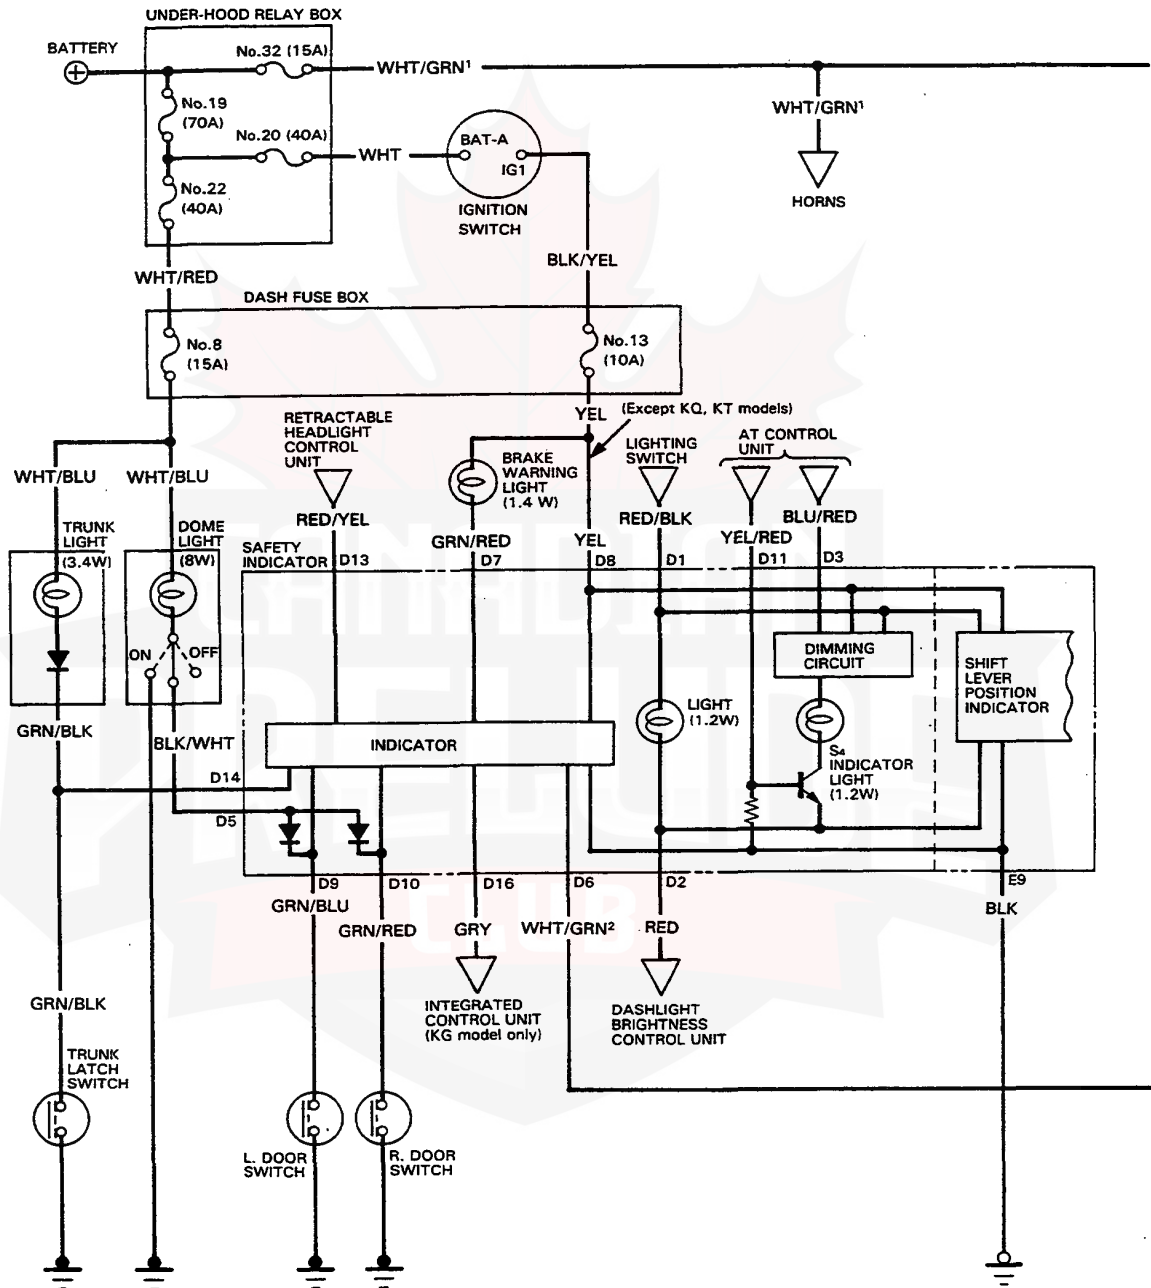 UNDER-HOOD RELAY BOX
BATTERY
No.32 (15A)
WHT/GRN¹
No.19
(70A)
WHT/GRN¹
No.20 (40A)
BAT-A
WHT
IG1
No.22
(40A)
HORNS
IGNITION
SWITCH
BLK/YEL
WHT/RED
DASH FUSE BOX
No.8
(15A)
No.13
(10A)
YEL
(Except KQ, KT models)
RETRACTABLE
HEADLIGHT
CONTROL
UNIT
LIGHTING
SWITCH
AT CONTROL
UNIT
BRAKE
WARNING
LIGHT
(1.4 W)
WHT/BLU
WHT/BLU
RED/YEL
RED/BLK
BLU/RED
TRUNK
LIGHT
(3.4W)
DOME
LIGHT
(8W)
GRN/RED
YEL
YEL/RED
SAFETY
INDICATOR
D13
D7
D8
D1
D11
D3
ON
OFF
DIMMING
CIRCUIT
SHIFT
LEVER
POSITION
INDICATOR
LIGHT
(1.2W)
GRN/BLK
BLK/WHT
INDICATOR
S4
INDICATOR
LIGHT
(1.2W)
D14
D5
D9
D10
D16
D6
D2
E9
GRN/BLU
BLK
GRN/RED
GRY
WHT/GRN²
RED
CANADIAN
PRELUDE
CLUB
GRN/BLK
INTEGRATED
CONTROL UNIT
(KG model only)
DASHLIGHT
BRIGHTNESS
CONTROL UNIT
TRUNK
LATCH
SWITCH
L. DOOR
SWITCH
R. DOOR
SWITCH